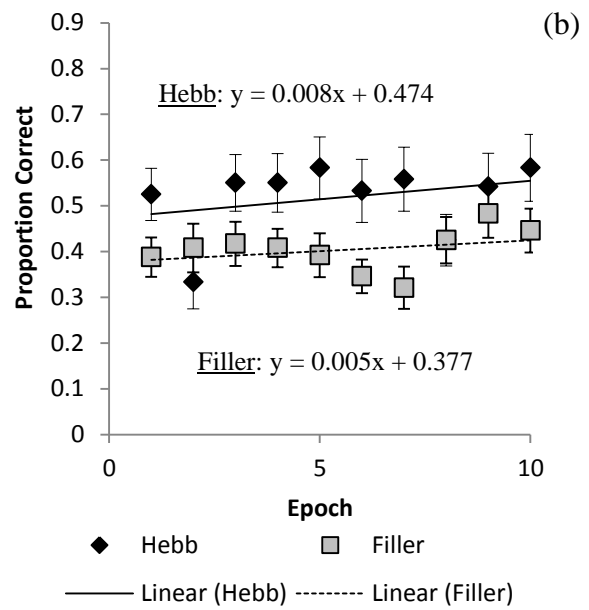 (b)
0.9
0.8
0.7
0.6
0.5
0.4
0.3
0.2
0.1
0
Proportion Correct
Hebb: y = 0.008x + 0.474
Filler: y = 0.005x + 0.377
0 5 10
Epoch
Hebb Filler
Linear (Hebb) Linear (Filler)